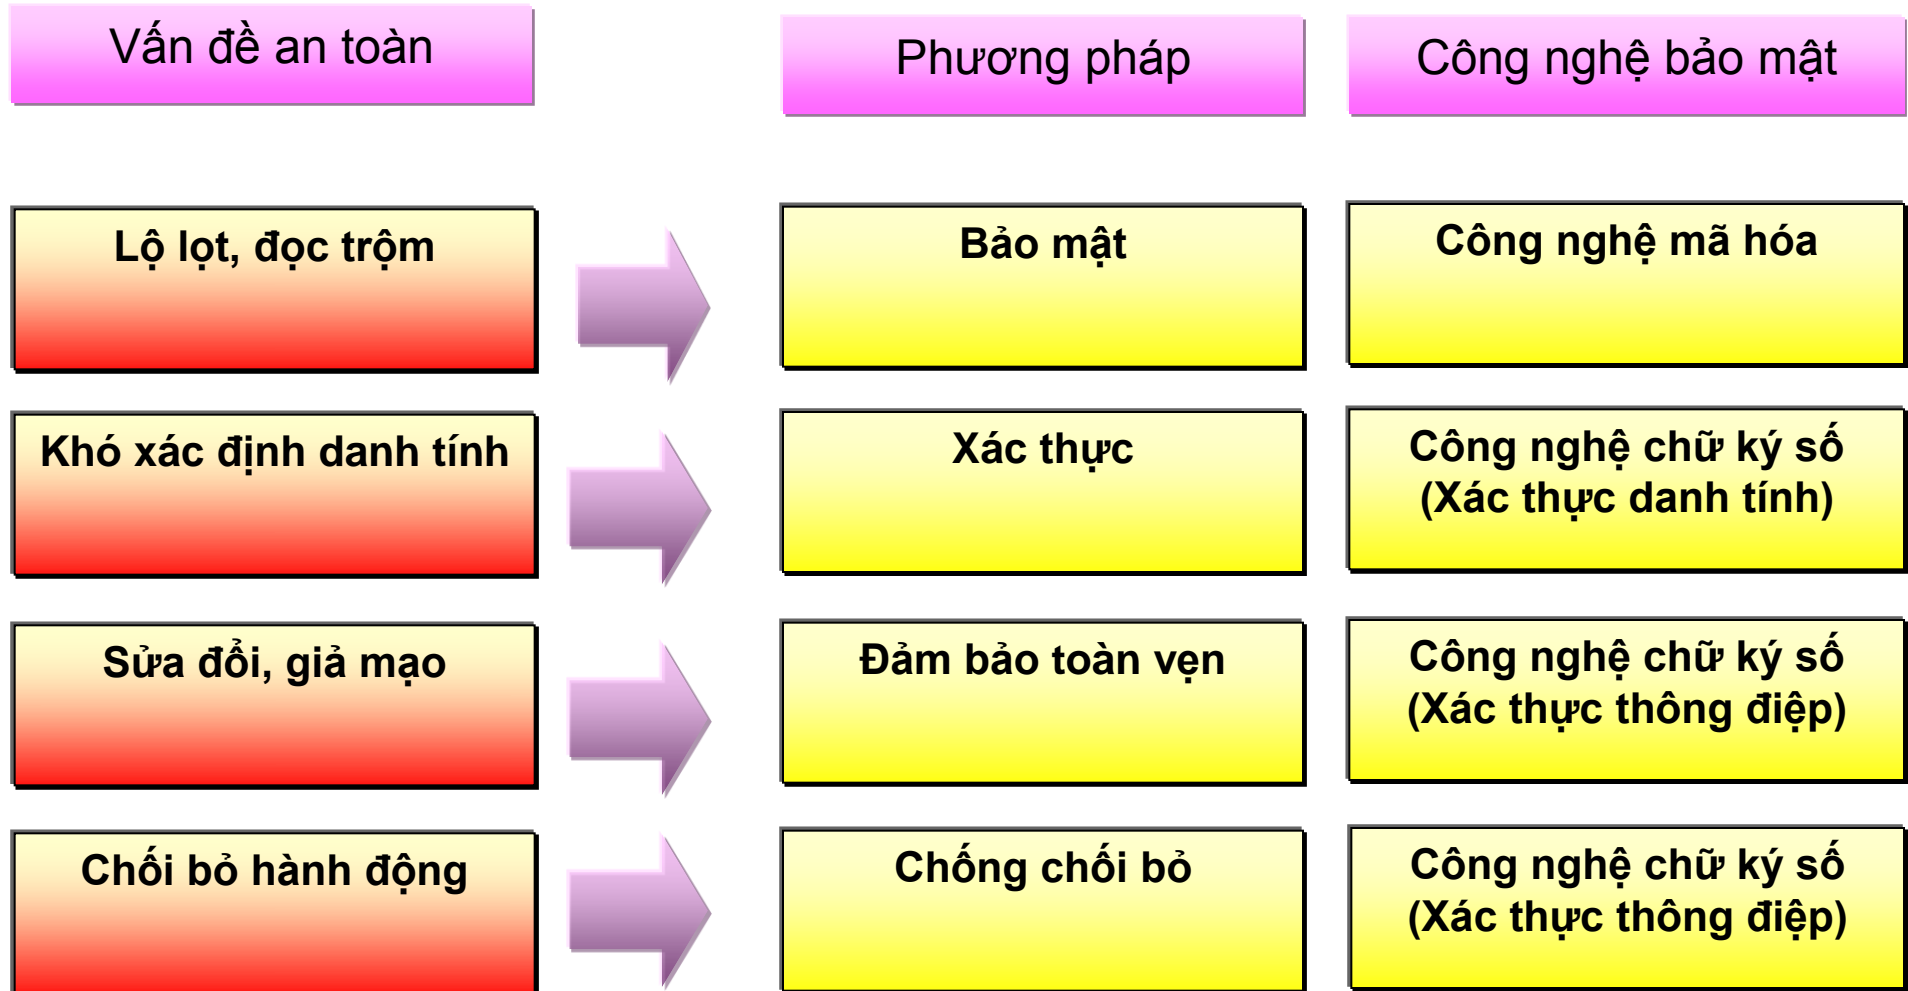 Vấn đề an toàn
Phương pháp
Công nghệ bảo mật
Lộ lọt, đọc trộm
Bảo mật
Công nghệ mã hóa
Khó xác định danh tính
Xác thực
Công nghệ chữ ký số
(Xác thực danh tính)
Sửa đổi, giả mạo
Đảm bảo toàn vẹn
Công nghệ chữ ký số
(Xác thực thông điệp)
Chối bỏ hành động
Chống chối bỏ
Công nghệ chữ ký số
(Xác thực thông điệp)